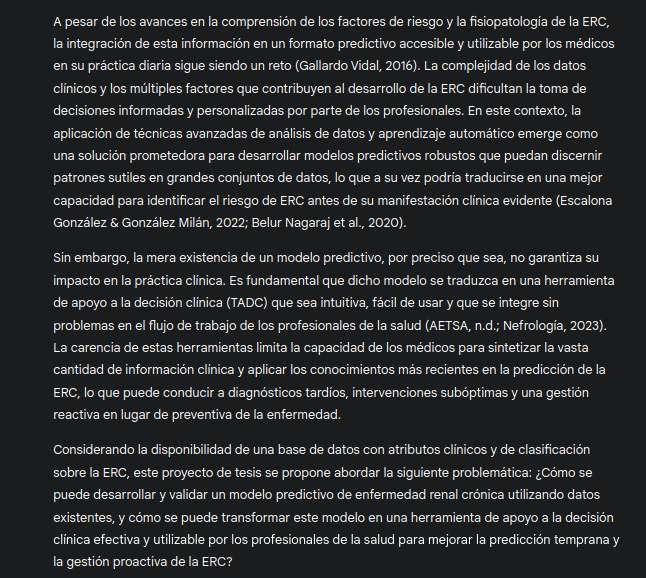 A pesar de los avances en la comprensión de los factores de riesgo y la fisiopatología de la ERC,
la integración de esta información en un formato predictivo accesible y utilizable por los médicos
en su práctica diaria sigue siendo un reto (Gallardo Vidal, 2016). La complejidad de los datos
clínicos y los múltiples factores que contribuyen al desarrollo de la ERC dificultan la toma de
decisiones informadas y personalizadas por parte de los profesionales. En este contexto, la
aplicación de técnicas avanzadas de análisis de datos y aprendizaje automático emerge como
una solución prometedora para desarrollar modelos predictivos robustos que puedan discernir
patrones sutiles en grandes conjuntos de datos, lo que a su vez podría traducirse en una mejor
capacidad para identificar el riesgo de ERC antes de su manifestación clínica evidente (Escalona
González & González Milán, 2022; Belur Nagaraj et al., 2020).
Sin embargo, la mera existencia de un modelo predictivo, por preciso que sea, no garantiza su
impacto en la práctica clínica. Es fundamental que dicho modelo se traduzca en una herramienta
de apoyo a la decisión clínica (TADC) que sea intuitiva, fácil de usar y que se integre sin
problemas en el flujo de trabajo de los profesionales de la salud (AETSA, n.d.; Nefrología, 2023).
La carencia de estas herramientas limita la capacidad de los médicos para sintetizar la vasta
cantidad de información clínica y aplicar los conocimientos más recientes en la predicción de la
ERC, lo que puede conducir a diagnósticos tardíos, intervenciones subóptimas y una gestión
reactiva en lugar de preventiva de la enfermedad.
Considerando la disponibilidad de una base de datos con atributos clínicos y de clasificación
sobre la ERC, este proyecto de tesis se propone abordar la siguiente problemática: ¿Cómo se
puede desarrollar y validar un modelo predictivo de enfermedad renal crónica utilizando datos
existentes, y cómo se puede transformar este modelo en una herramienta de apoyo a la decisión
clínica efectiva y utilizable por los profesionales de la salud para mejorar la predicción temprana y
la gestión proactiva de la ERC?